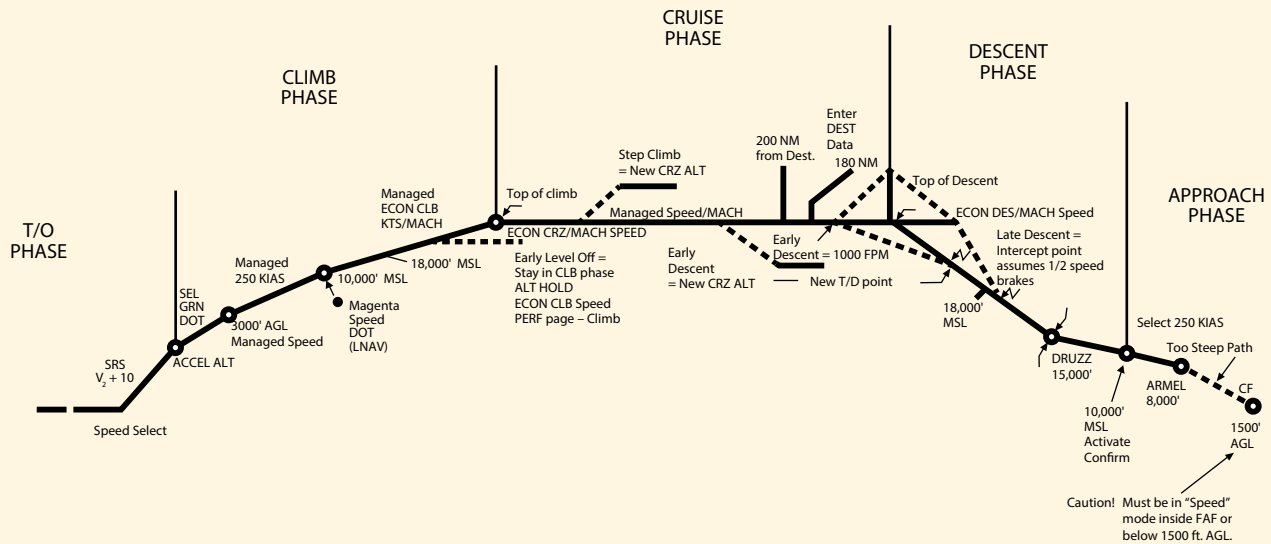 CRUISE
PHASE
CLIMB
PHASE
DESCENT
PHASE
APPROACH
PHASE
T/O
PHASE
Speed Select
SRS
V2 + 10
ACCEL ALT
SEL
GRN
DOT
3000' AGL
Managed Speed
Managed
250 KIAS
10,000' MSL
Magenta
Speed
DOT
(LNAV)
18,000' MSL
Managed
ECON CLB
KTS/MACH
Top of climb
ECON CRZ/MACH SPEED
Early Level Off =
Stay in CLB phase
ALT HOLD
ECON CLB Speed
PERF page – Climb
Step Climb
= New CRZ ALT
Managed Speed/MACH
Early
Descent
= New CRZ ALT
200 NM
from Dest.
Enter
DEST
Data
180 NM
Early
Descent = 1000 FPM
New T/D point
Top of Descent
ECON DES/MACH Speed
Late Descent =
Intercept point
assumes 1/2 speed
brakes
18,000'
MSL
DRUZZ
15,000'
Select 250 KIAS
10,000'
MSL
Activate
Confirm
Too Steep Path
ARMEL
8,000'
CF
1500'
AGL
Caution! Must be in "Speed"
mode inside FAF or
below 1500 ft. AGL.